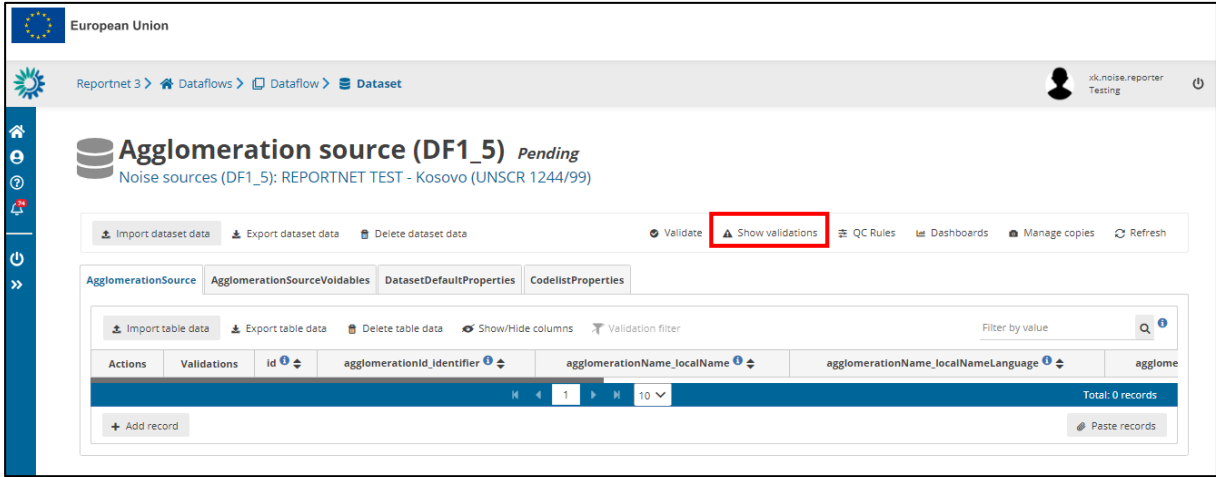 European Union
Reportnet 3 Dataflows Dataflow Dataset
xk.noise.reporter
Testing
74
Agglomeration source (DF1_5) Pending
Noise sources (DF1_5): REPORTNET TEST - Kosovo (UNSCR 1244/99)
Import dataset data Export dataset data Delete dataset data Validate Show validations QC Rules Dashboards Manage copies Refresh
AgglomerationSource AgglomerationSourceVoidables DatasetDefaultProperties CodelistProperties
Import table data Export table data Delete table data Show/Hide columns Validation filter Filter by value
Actions Validations id agglomerationId_identifier agglomerationName_localName agglomerationName_localNameLanguage agglome
1 10 Total: 0 records
+ Add record Paste records